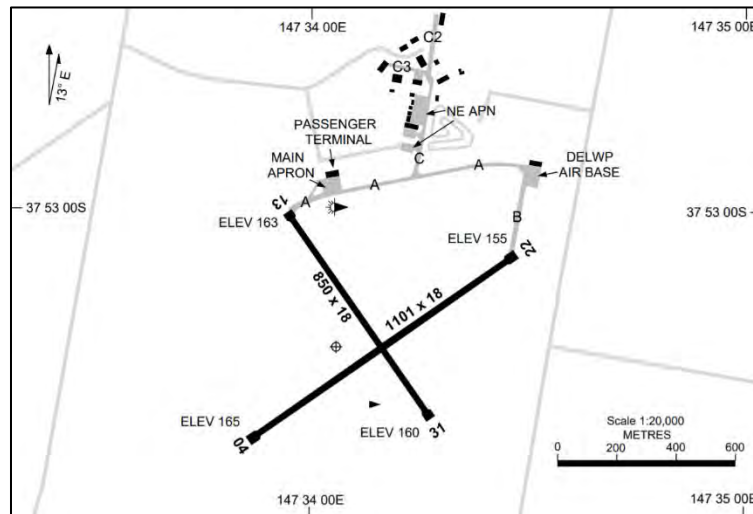 147 34 00E
147 35 00E
13° E
C2
C3
NE APN
PASSENGER
TERMINAL
C
A
DELWP
AIR BASE
MAIN
APRON
A
A
37 53 00S
13
37 53 00S
ELEV 163
B
ELEV 155
22
850 x 18
1101 x 18
ELEV 165
04
ELEV 160
31
Scale 1:20,000
METRES
0 200 400 600
147 34 00E
147 35 00E